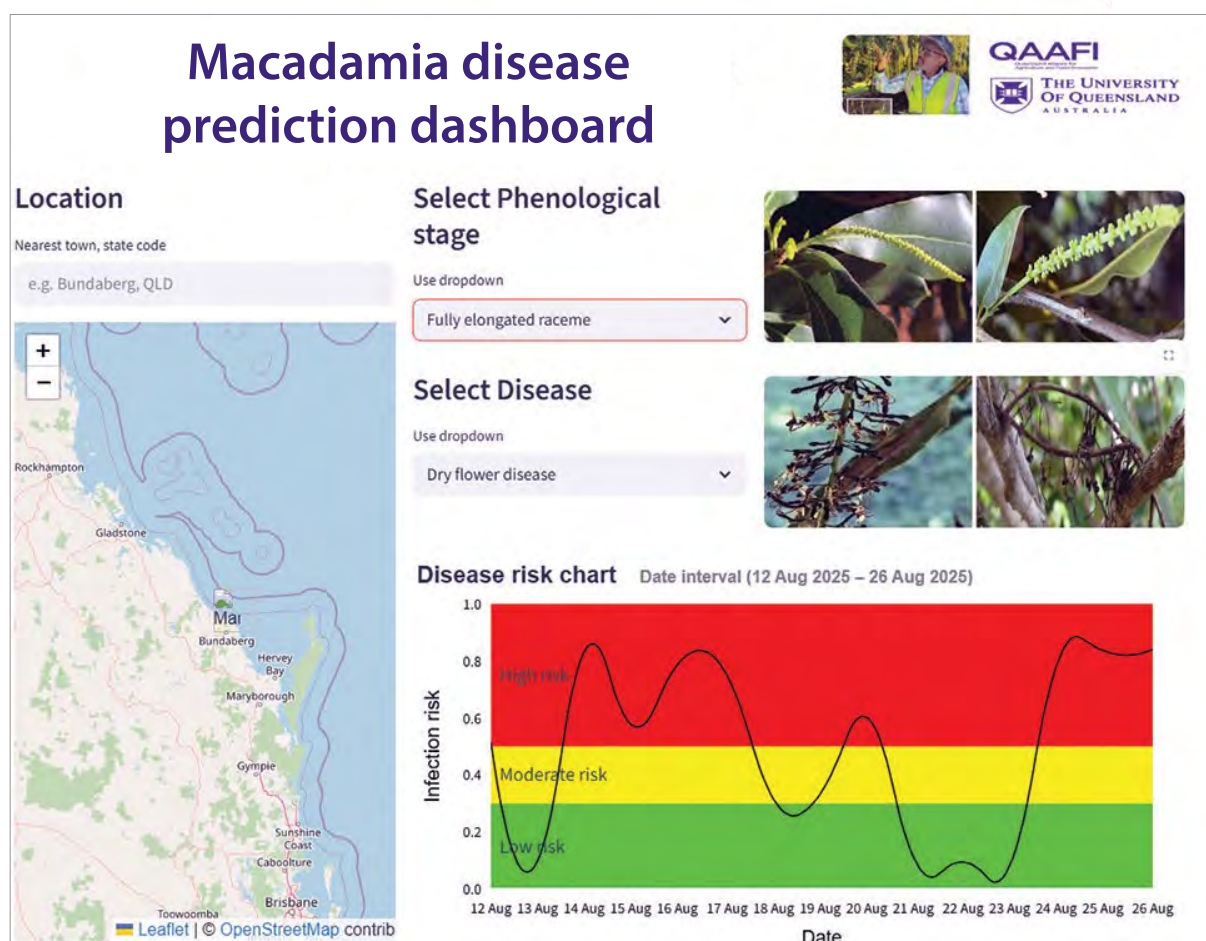 Macadamia disease
prediction dashboard
QAAFI
THE UNIVERSITY
OF QUEENSLAND
AUSTRALIA
Location
Nearest town, state code
e.g. Bundaberg, QLD
+
−
Rockhampton
Gladstone
Mai
Bundaberg
Hervey
Bay
Maryborough
Gympie
Sunshine
Coast
Caboolture
Brisbane
Toowoomba
Leaflet | © OpenStreetMap contrib
Select Phenological
stage
Use dropdown
Fully elongated raceme
Select Disease
Use dropdown
Dry flower disease
Disease risk chart Date interval (12 Aug 2025 – 26 Aug 2025)
Infection risk
1.0
0.8
0.6
0.4
0.2
0.0
High risk
Moderate risk
Low risk
12 Aug 13 Aug 14 Aug 15 Aug 16 Aug 17 Aug 18 Aug 19 Aug 20 Aug 21 Aug 22 Aug 23 Aug 24 Aug 25 Aug 26 Aug
Date